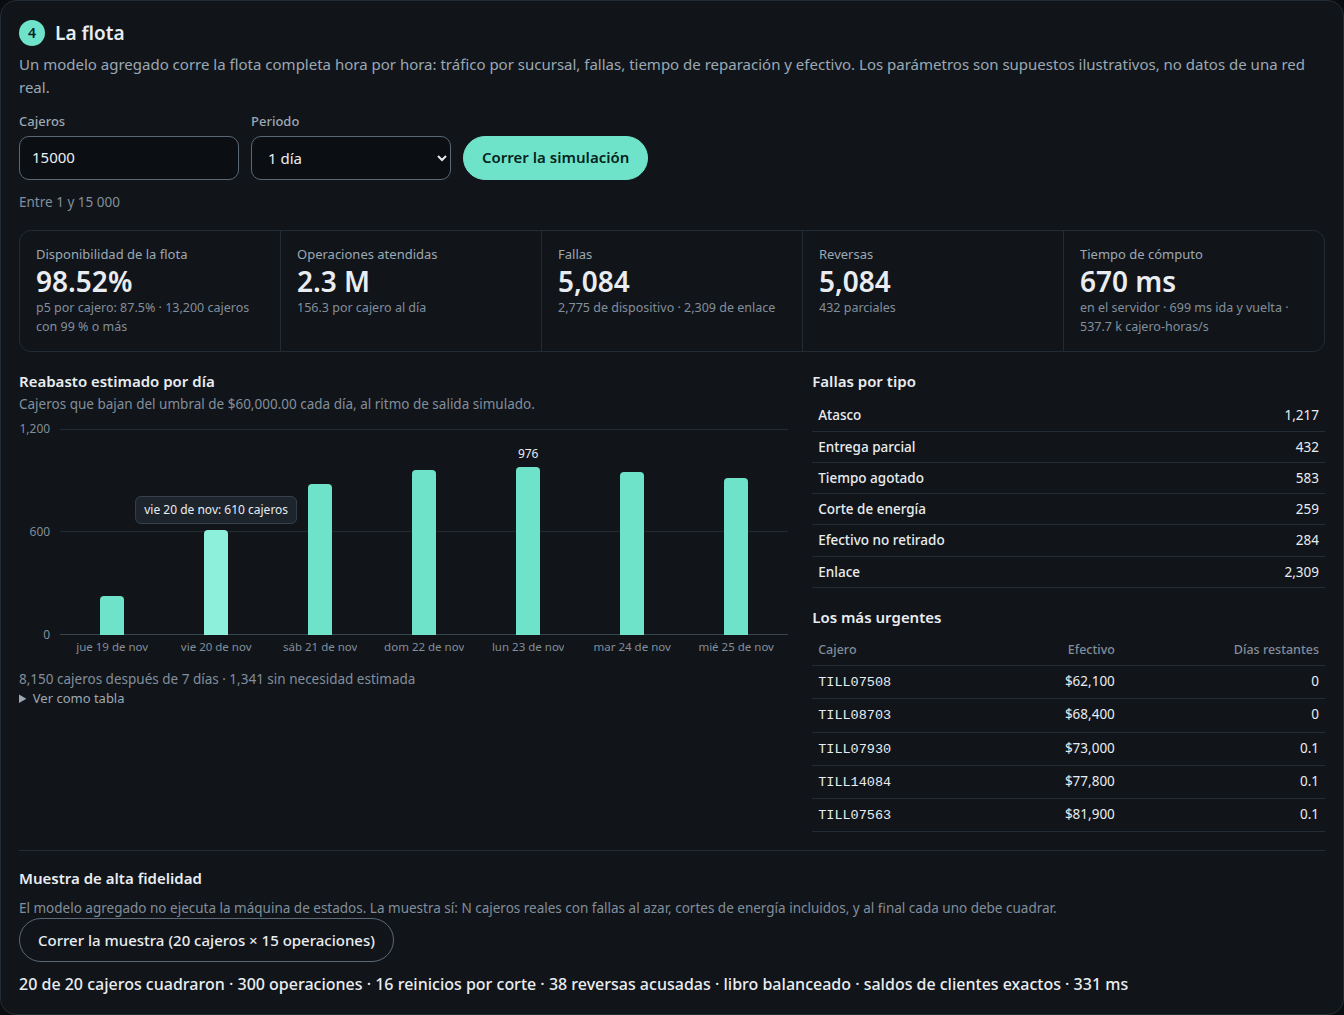 4 La flota
Un modelo agregado corre la flota completa hora por hora: tráfico por sucursal, fallas, tiempo de reparación y efectivo. Los parámetros son supuestos ilustrativos, no datos de una red
real.
Cajeros
Periodo
15000
1 día
Correr la simulación
Entre 1 y 15 000
Disponibilidad de la flota
98.52%
p5 por cajero: 87.5% · 13,200 cajeros
con 99 % o más
Operaciones atendidas
2.3 M
156.3 por cajero al día
Fallas
5,084
2,775 de dispositivo · 2,309 de enlace
Reversas
5,084
432 parciales
Tiempo de cómputo
670 ms
en el servidor · 699 ms ida y vuelta ·
537.7 k cajero-horas/s
Reabasto estimado por día
Cajeros que bajan del umbral de $60,000.00 cada día, al ritmo de salida simulado.
1,200
976
vie 20 de nov: 610 cajeros
600
0
jue 19 de nov
vie 20 de nov
sáb 21 de nov
dom 22 de nov
lun 23 de nov
mar 24 de nov
mié 25 de nov
8,150 cajeros después de 7 días · 1,341 sin necesidad estimada
Ver como tabla
Fallas por tipo
Atasco 1,217
Entrega parcial 432
Tiempo agotado 583
Corte de energía 259
Efectivo no retirado 284
Enlace 2,309
Los más urgentes
Cajero Efectivo Días restantes
TILL07508 $62,100 0
TILL08703 $68,400 0
TILL07930 $73,000 0.1
TILL14084 $77,800 0.1
TILL07563 $81,900 0.1
Muestra de alta fidelidad
El modelo agregado no ejecuta la máquina de estados. La muestra sí: N cajeros reales con fallas al azar, cortes de energía incluidos, y al final cada uno debe cuadrar.
Correr la muestra (20 cajeros × 15 operaciones)
20 de 20 cajeros cuadraron · 300 operaciones · 16 reinicios por corte · 38 reversas acusadas · libro balanceado · saldos de clientes exactos · 331 ms